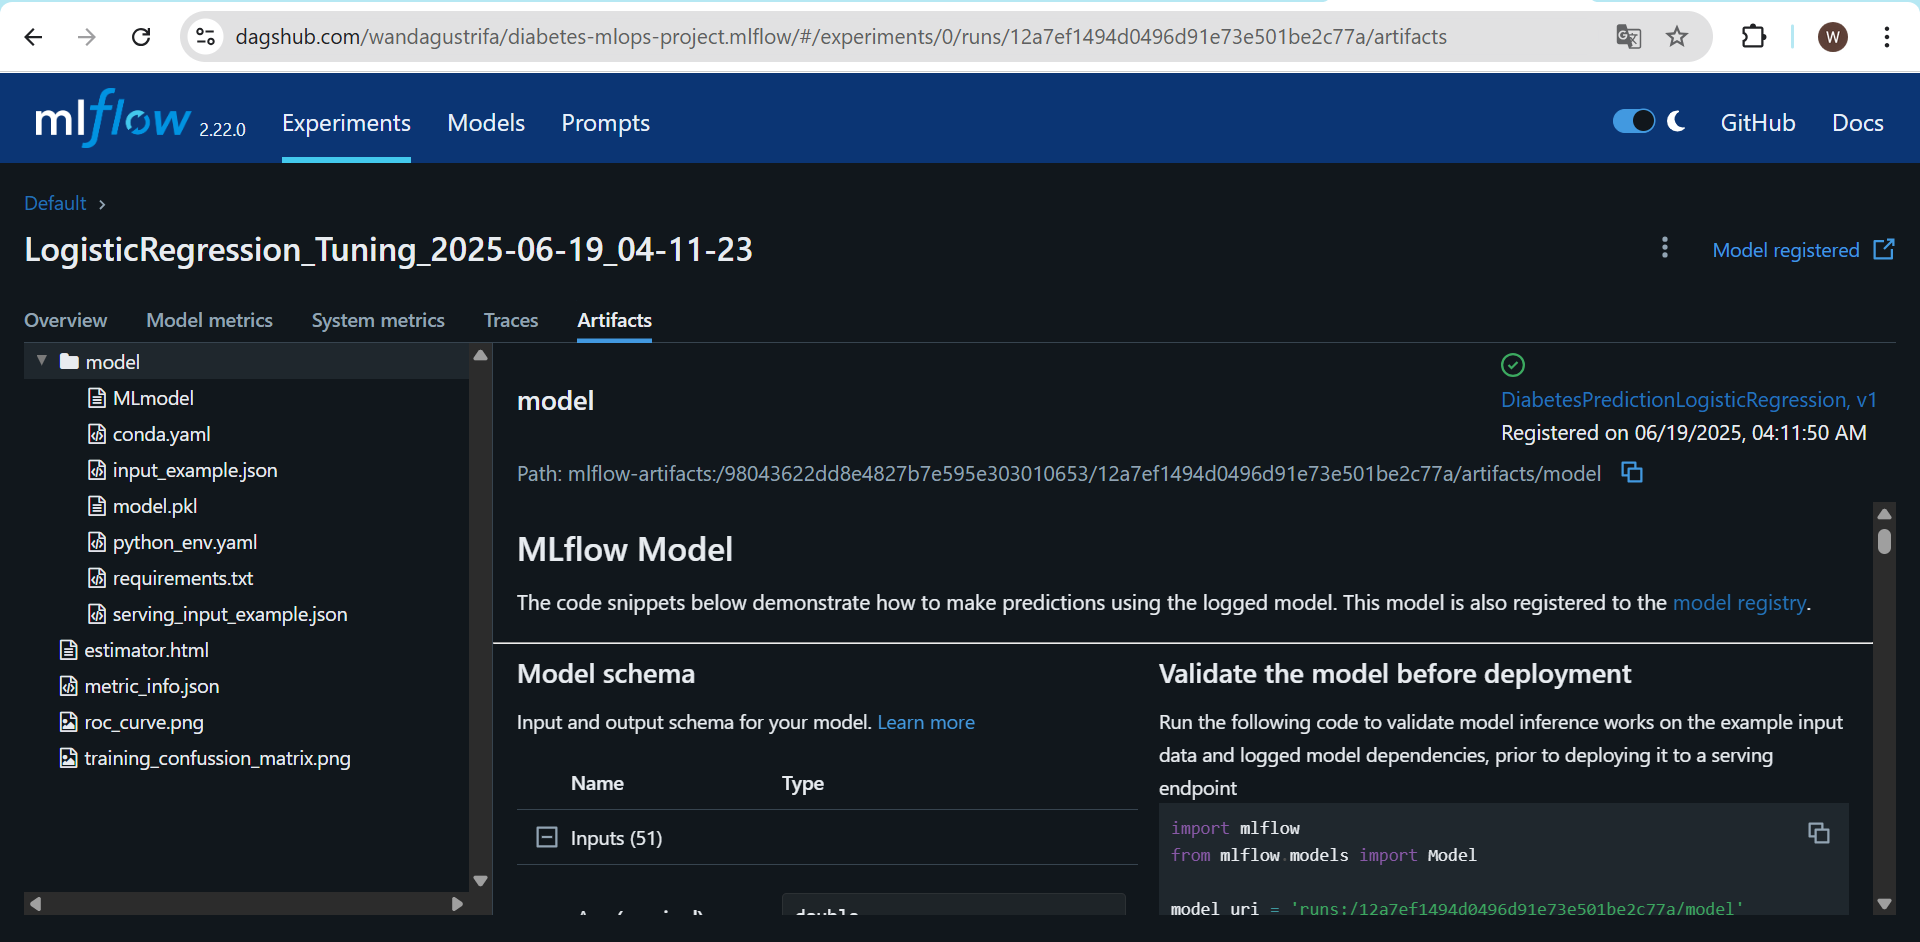 dagshub.com/wandagustrifa/diabetes-mlops-project.mlflow/#/experiments/0/runs/12a7ef1494d0496d91e73e501be2c77a/artifacts
W
mlflow 2.22.0
Experiments
Models
Prompts
GitHub
Docs
Default
LogisticRegression_Tuning_2025-06-19_04-11-23
Model registered
Overview
Model metrics
System metrics
Traces
Artifacts
model
MLmodel
conda.yaml
input_example.json
model.pkl
python_env.yaml
requirements.txt
serving_input_example.json
estimator.html
metric_info.json
roc_curve.png
training_confussion_matrix.png
model
DiabetesPredictionLogisticRegression, v1
Registered on 06/19/2025, 04:11:50 AM
Path: mlflow-artifacts:/98043622dd8e4827b7e595e303010653/12a7ef1494d0496d91e73e501be2c77a/artifacts/model
MLflow Model
The code snippets below demonstrate how to make predictions using the logged model. This model is also registered to the model registry.
Model schema
Input and output schema for your model. Learn more
Name Type
Inputs (51)
double
Validate the model before deployment
Run the following code to validate model inference works on the example input
data and logged model dependencies, prior to deploying it to a serving
endpoint
import mlflow
from mlflow.models import Model
model_uri = 'runs:/12a7ef1494d0496d91e73e501be2c77a/model'